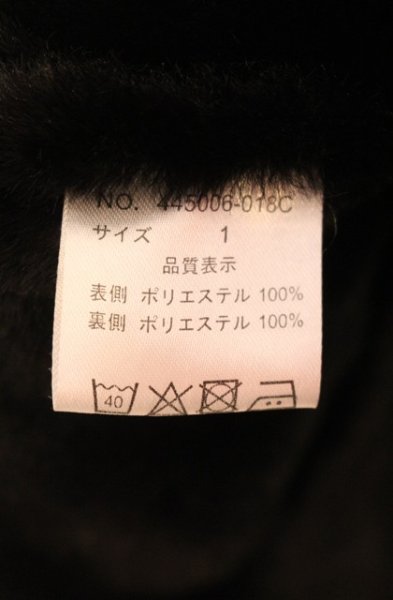 NO. 445006-018C
サイズ 1
品質表示
表側 ポリエステル 100%
裏側 ポリエステル 100%
40